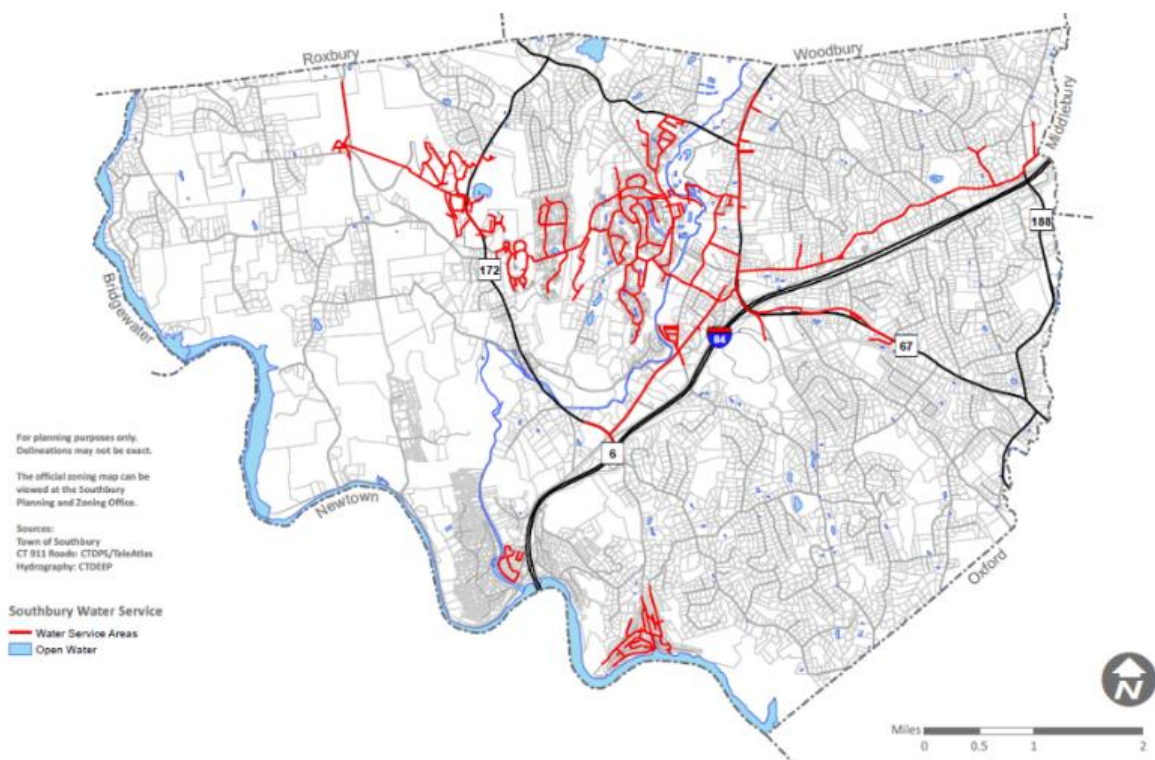 Roxbury
Woodbury
Middlebury
188
172
Bridgewater
84
67
For planning purposes only.
Delineations may not be exact.
6
The official zoning map can be
viewed at the Southbury
Planning and Zoning Office.
Newtown
Sources:
Town of Southbury
CT 911 Roads: CTDPS/TeleAtlas
Hydrography: CTDEEP
Oxford
Southbury Water Service
Water Service Areas
Open Water
N
Miles
0 0.5 1 2